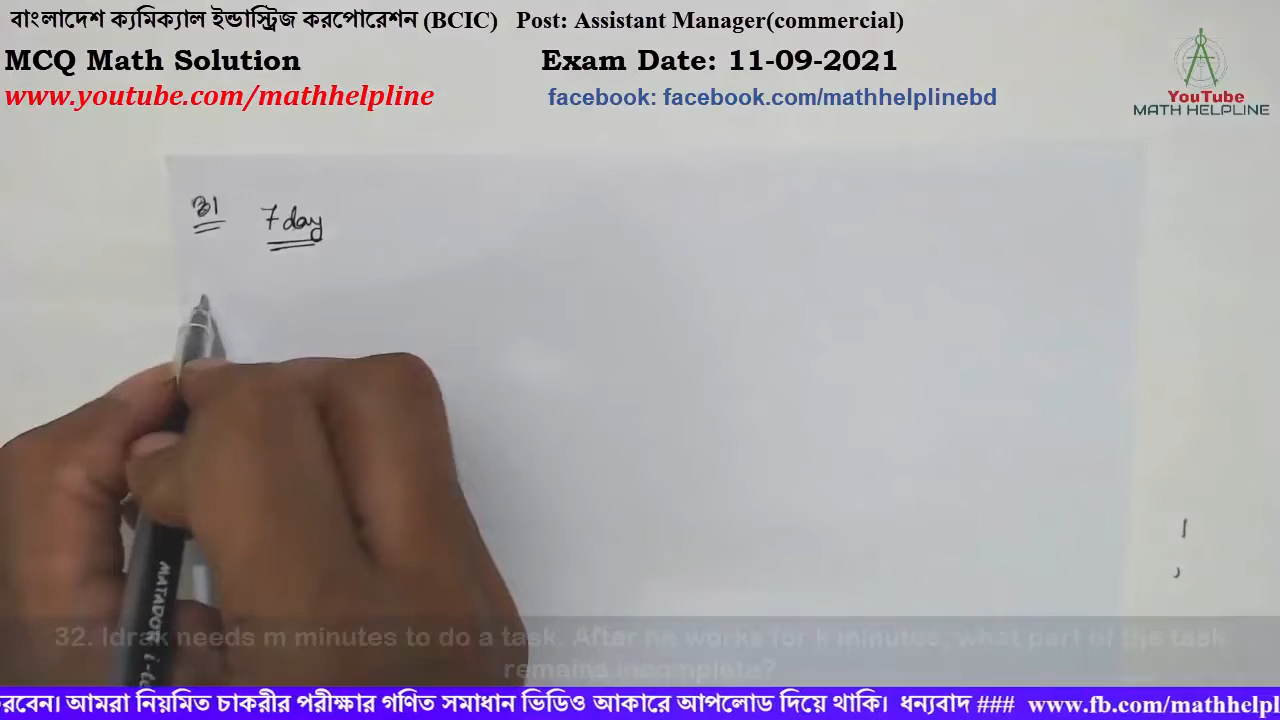 বাংলাদেশ ক্যমিক্যাল ইন্ডাস্ট্রিজ করপোরেশন (BCIC) Post: Assistant Manager(commercial)
MCQ Math Solution Exam Date: 11-09-2021
www.youtube.com/mathhelpline facebook: facebook.com/mathhelplinebd
YouTube
MATH HELPLINE
7 day
MATADOR i-
32. Idrak needs m minutes to do a task. After he works for k minutes, what part of the task
remains incomplete?
করবেন। আমরা নিয়মিত চাকরীর পরীক্ষার গণিত সমাধান ভিডিও আকারে আপলোড দিয়ে থাকি। ধন্যবাদ ### www.fb.com/mathhelpl